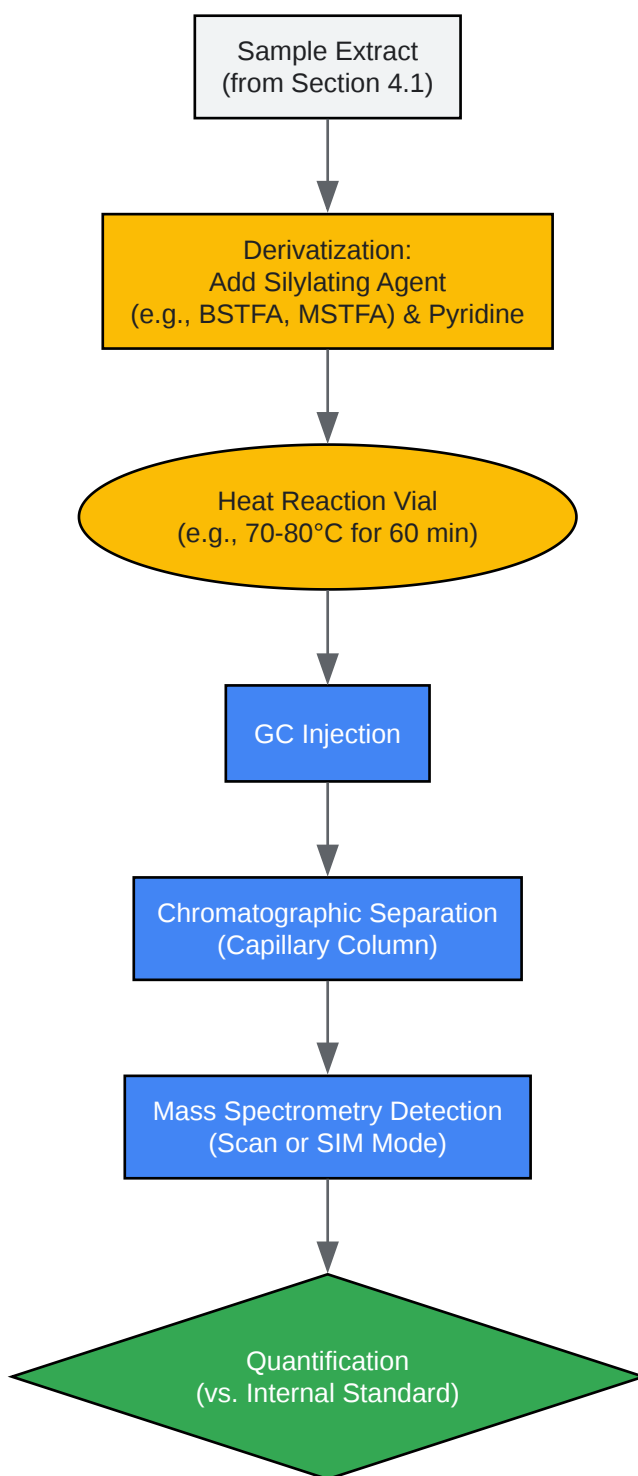 Sample Extract
(from Section 4.1)
Derivatization:
Add Silylating Agent
(e.g., BSTFA, MSTFA) & Pyridine
Heat Reaction Vial
(e.g., 70-80°C for 60 min)
GC Injection
Chromatographic Separation
(Capillary Column)
Mass Spectrometry Detection
(Scan or SIM Mode)
Quantification
(vs. Internal Standard)